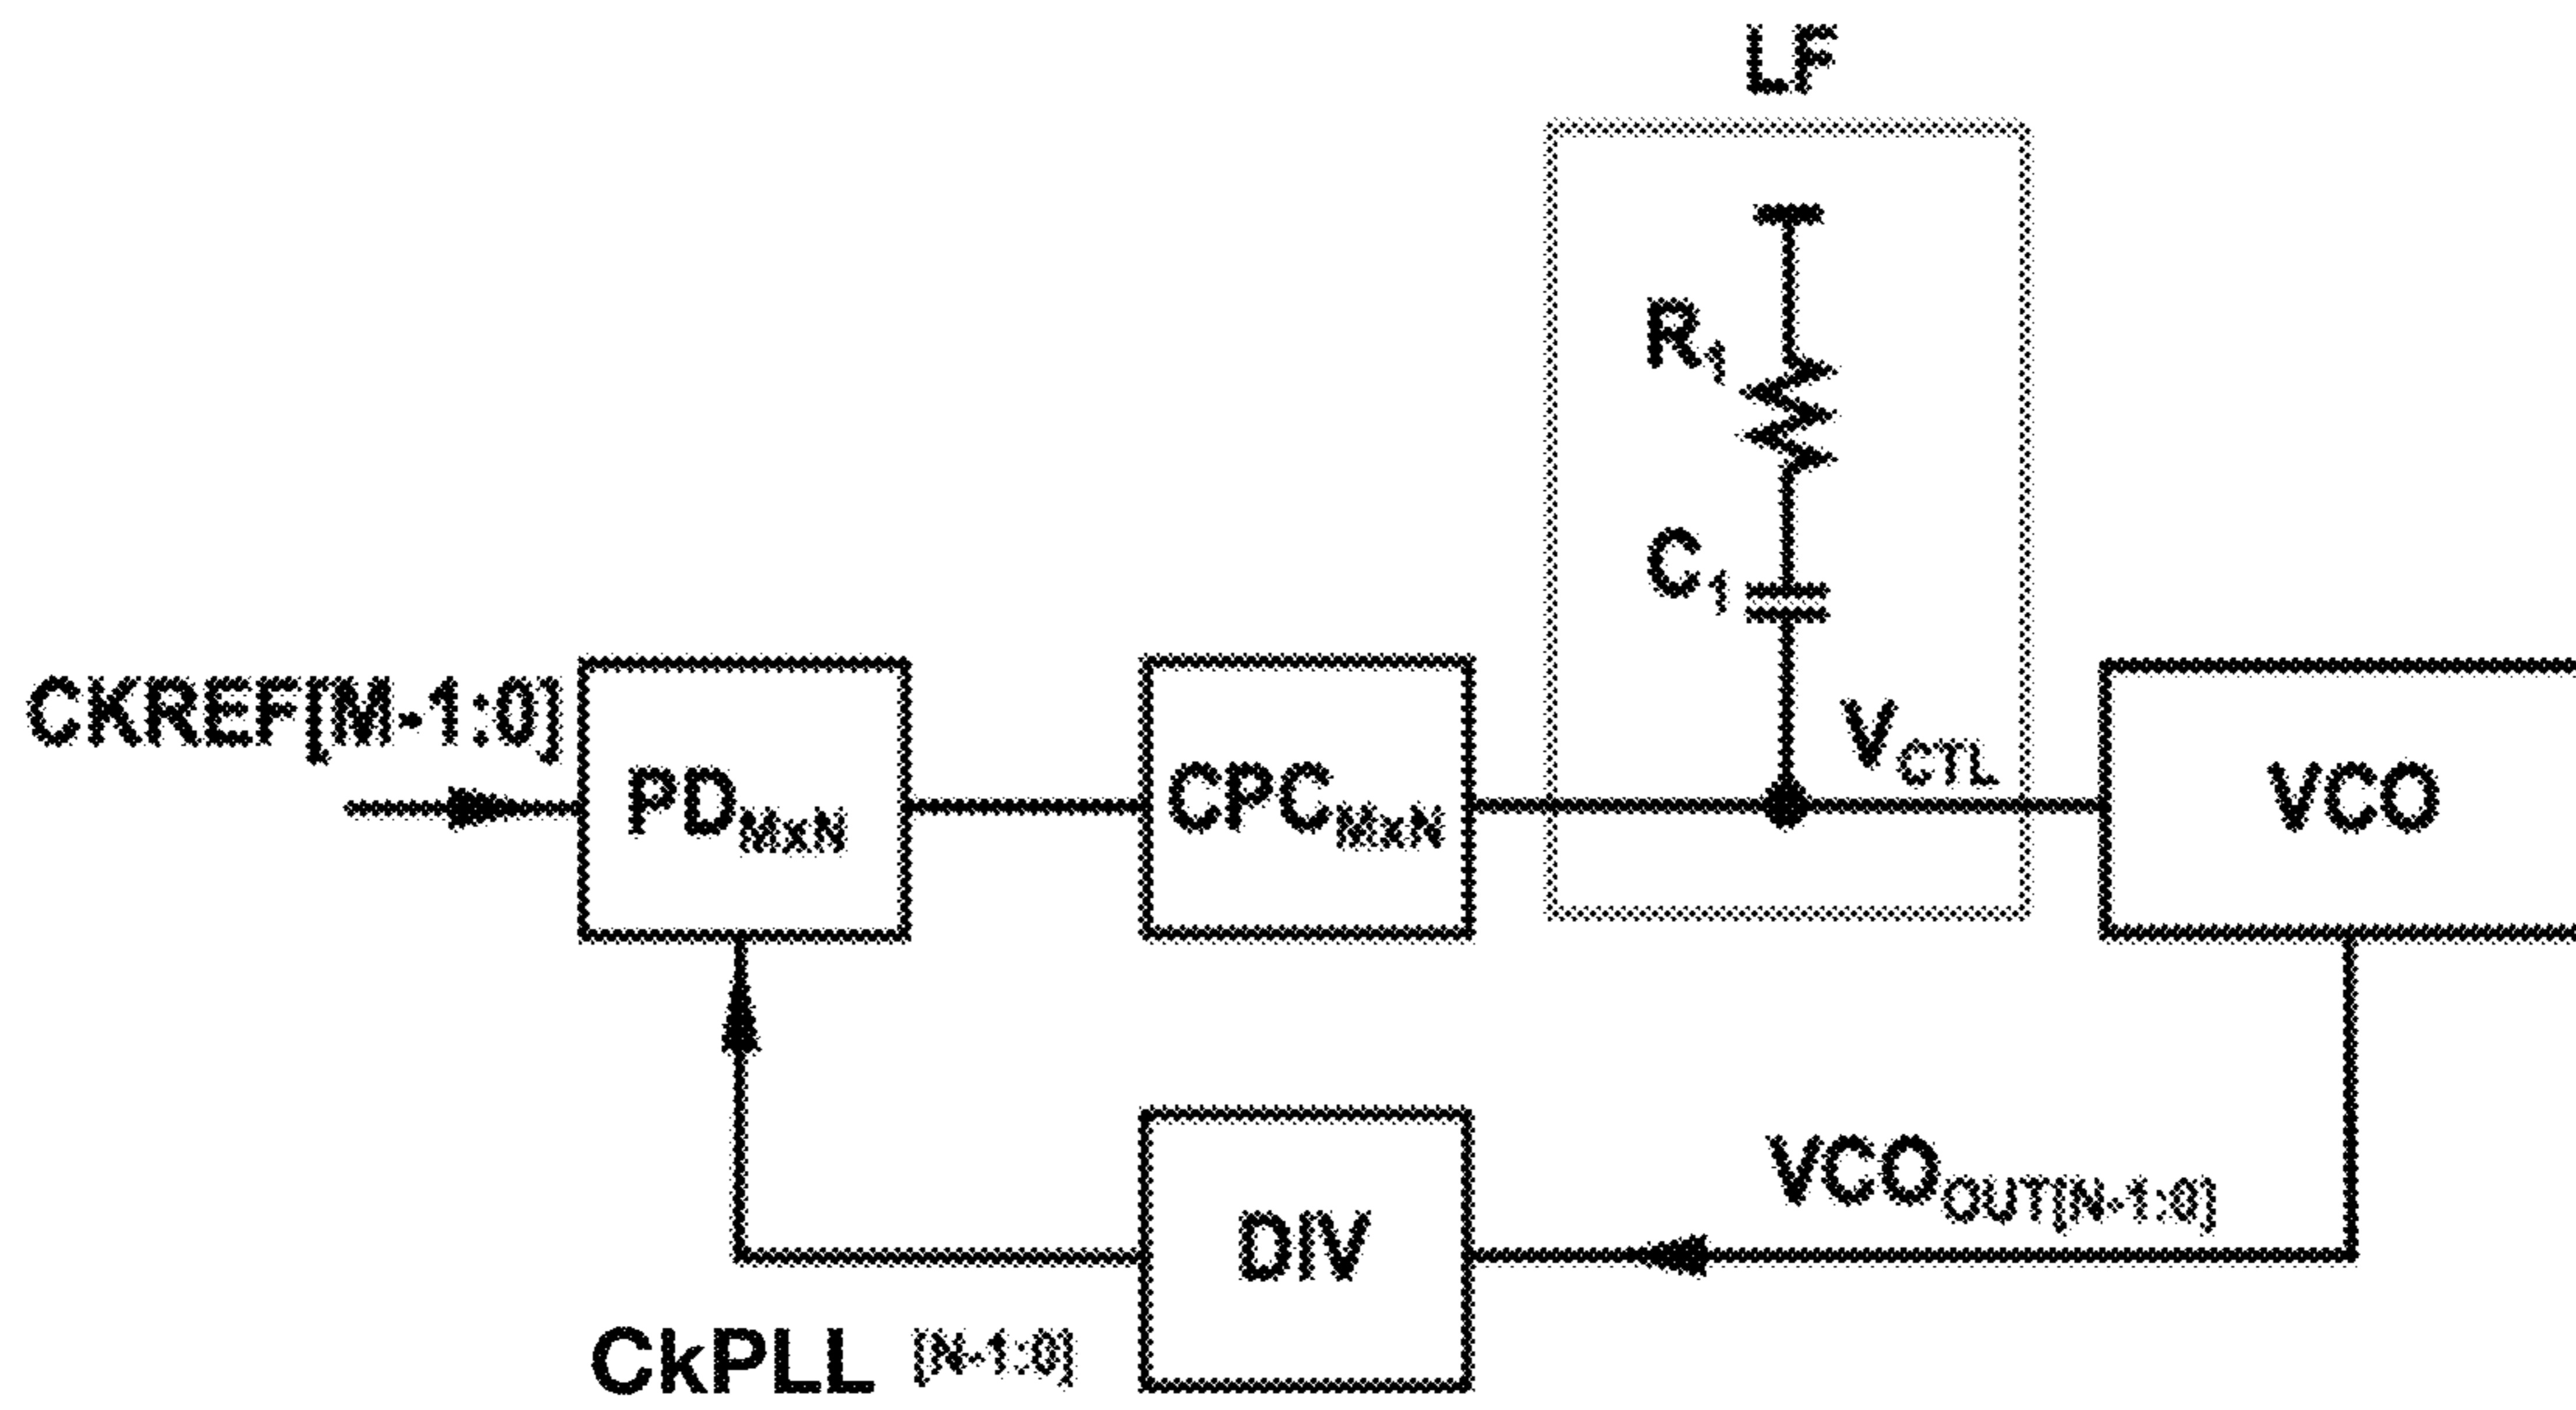 LF
R1
C1
CKREF[M-1:0]
PDMxN
CPCMxN
VCTL
VCO
VCOOUT[N-1:0]
DIV
CkPLL [N-1:0]